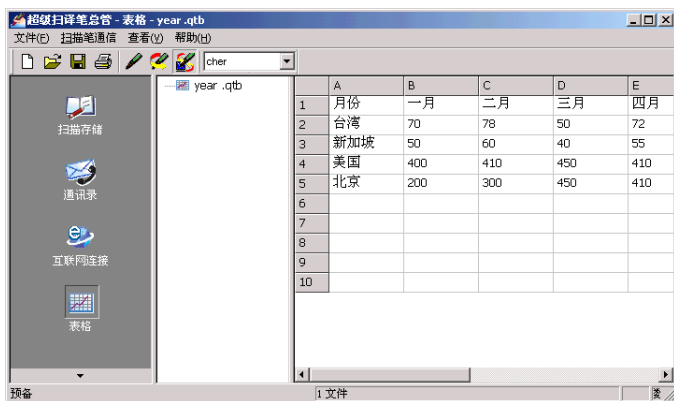 超级扫译笔总管 - 表格 - year .qtb
文件(F) 扫描笔通信 查看(V) 帮助(H)
cher
扫描存储
通讯录
互联网连接
表格
year .qtb
A B C D E
1 月份 一月 二月 三月 四月
2 台湾 70 78 50 72
3 新加坡 50 60 40 55
4 美国 400 410 450 410
5 北京 200 300 450 410
6
7
8
9
10
预备 1 文件